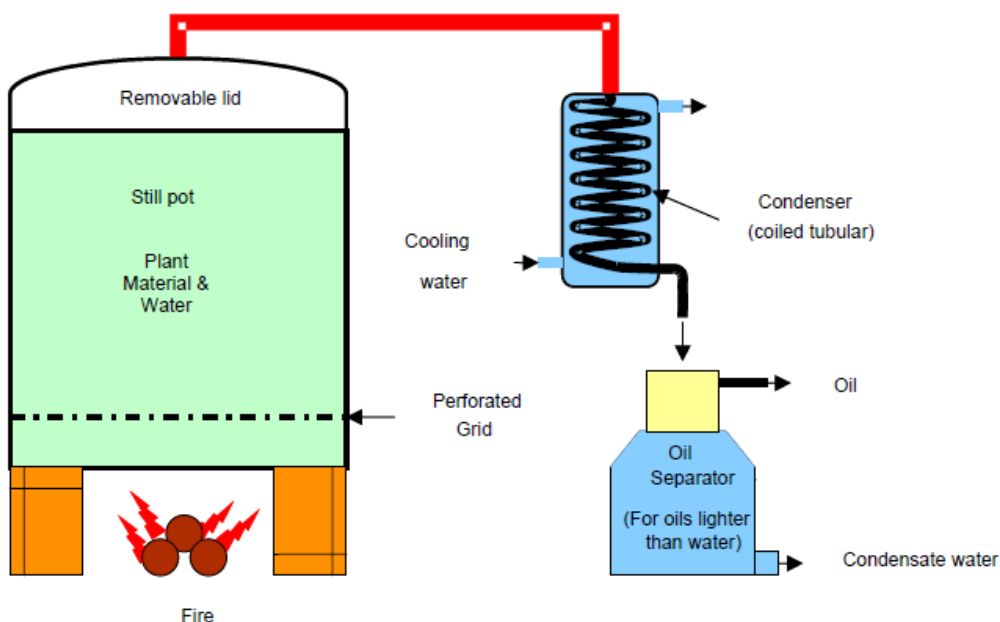 Removable lid
Still pot
Plant
Material &
Water
Cooling
water
Condenser
(coiled tubular)
Perforated
Grid
Oil
Oil
Separator
(For oils lighter
than water)
Condensate water
Fire